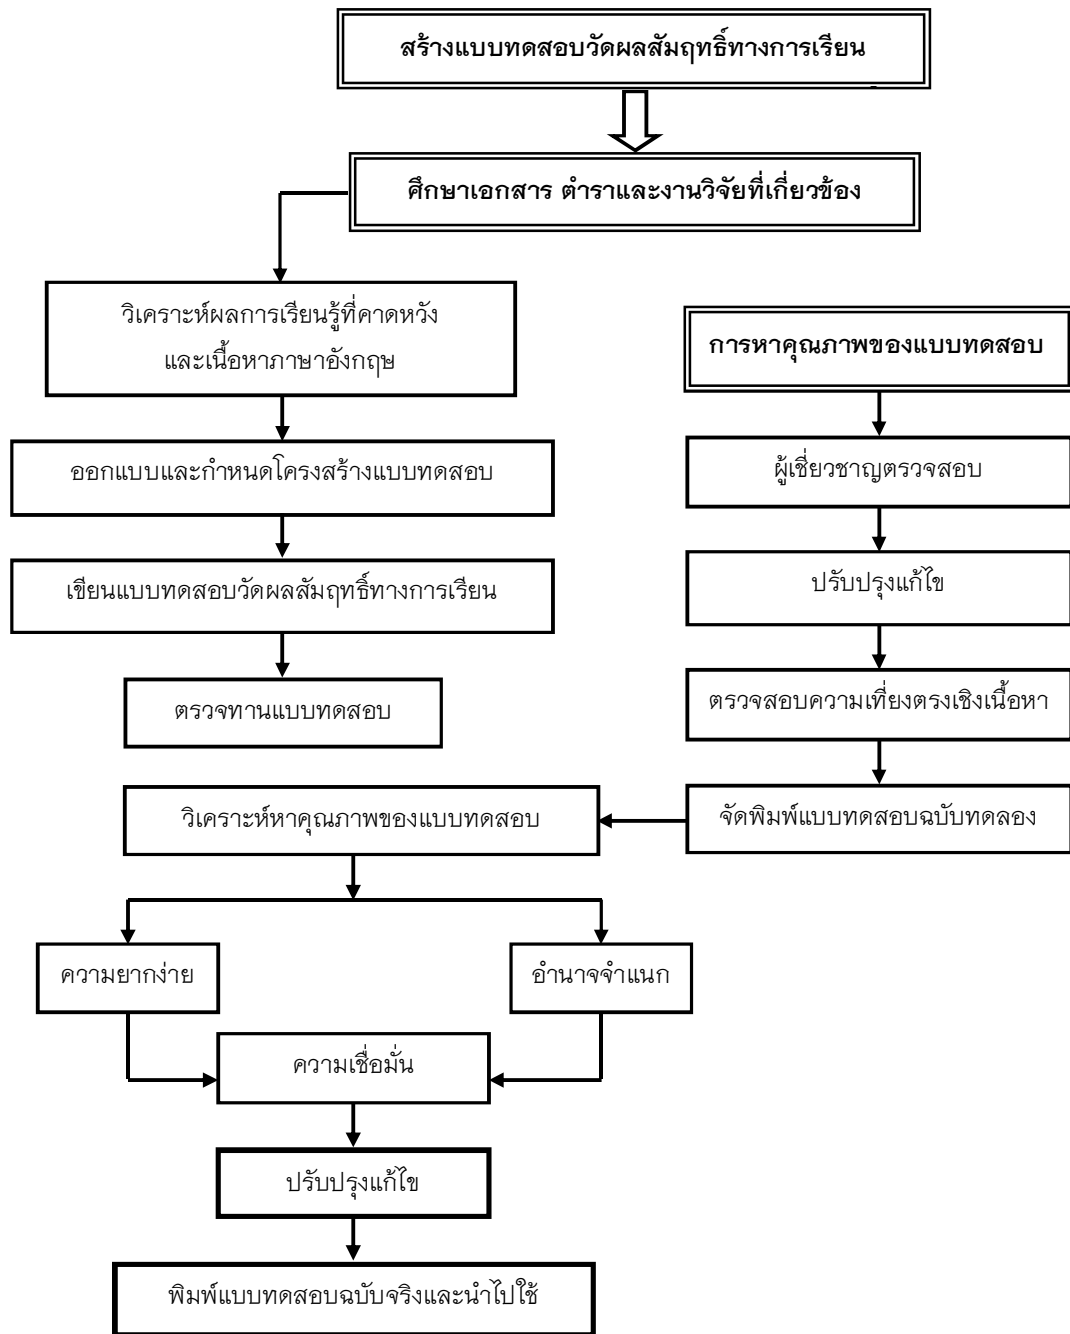 สร้างแบบทดสอบวัดผลสัมฤทธิ์ทางการเรียน
ศึกษาเอกสาร ตำราและงานวิจัยที่เกี่ยวข้อง
วิเคราะห์ผลการเรียนรู้ที่คาดหวัง
และเนื้อหาภาษาอังกฤษ
ออกแบบและกำหนดโครงสร้างแบบทดสอบ
เขียนแบบทดสอบวัดผลสัมฤทธิ์ทางการเรียน
ตรวจทานแบบทดสอบ
การหาคุณภาพของแบบทดสอบ
ผู้เชี่ยวชาญตรวจสอบ
ปรับปรุงแก้ไข
ตรวจสอบความเที่ยงตรงเชิงเนื้อหา
จัดพิมพ์แบบทดสอบฉบับทดลอง
วิเคราะห์หาคุณภาพของแบบทดสอบ
ความยากง่าย
อำนาจจำแนก
ความเชื่อมั่น
ปรับปรุงแก้ไข
พิมพ์แบบทดสอบฉบับจริงและนำไปใช้